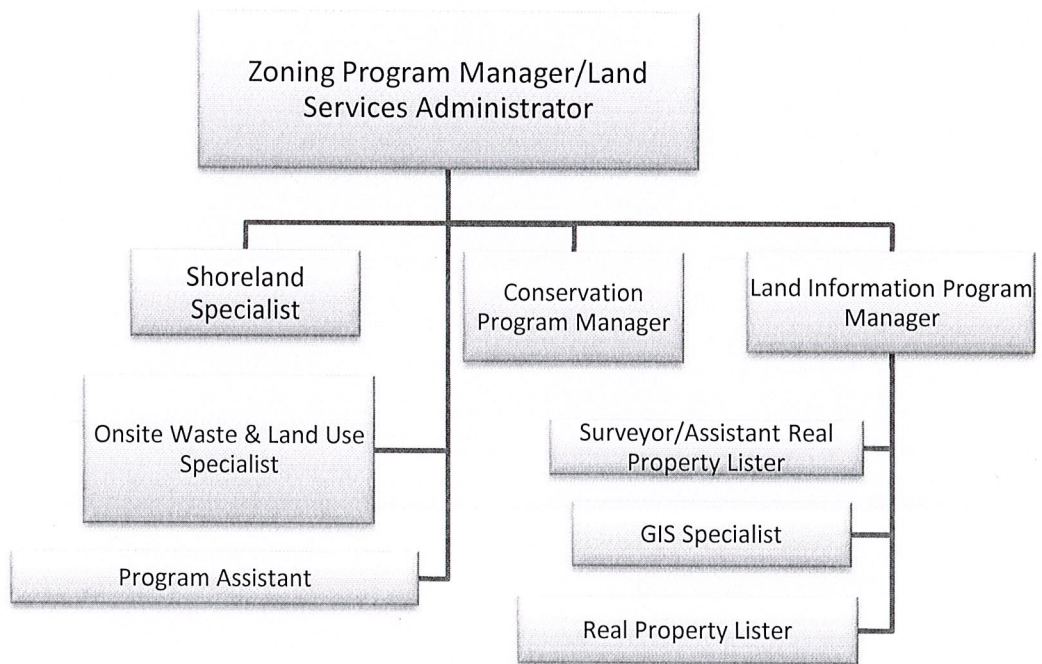 Zoning Program Manager/Land
Services Administrator
Shoreland
Specialist
Conservation
Program Manager
Land Information Program
Manager
Onsite Waste & Land Use
Specialist
Surveyor/Assistant Real
Property Lister
GIS Specialist
Program Assistant
Real Property Lister